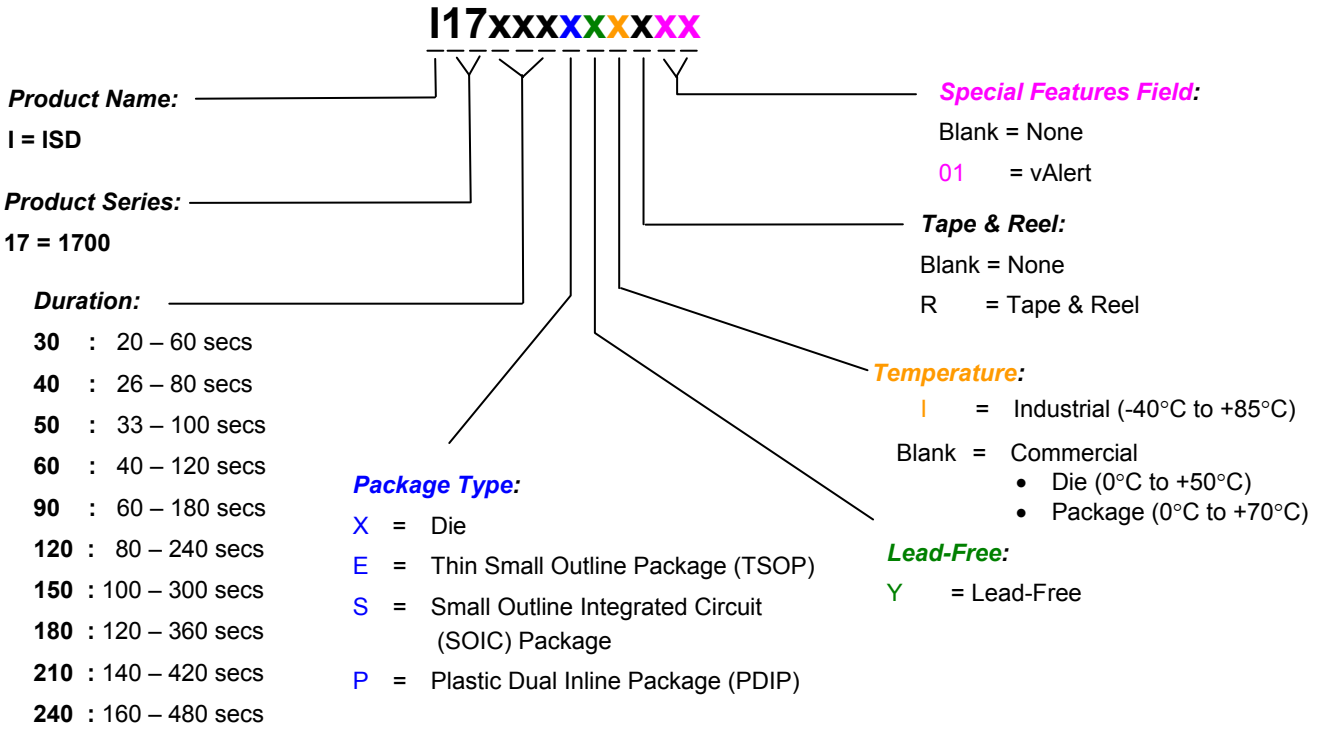 I17xxxxxxxxx
Product Name:
I = ISD
Product Series:
17 = 1700
Duration:
30 : 20 – 60 secs
40 : 26 – 80 secs
50 : 33 – 100 secs
60 : 40 – 120 secs
90 : 60 – 180 secs
120 : 80 – 240 secs
150 : 100 – 300 secs
180 : 120 – 360 secs
210 : 140 – 420 secs
240 : 160 – 480 secs
Package Type:
X = Die
E = Thin Small Outline Package (TSOP)
S = Small Outline Integrated Circuit
(SOIC) Package
P = Plastic Dual Inline Package (PDIP)
Special Features Field:
Blank = None
01 = vAlert
Tape & Reel:
Blank = None
R = Tape & Reel
Temperature:
I = Industrial (-40°C to +85°C)
Blank = Commercial
• Die (0°C to +50°C)
• Package (0°C to +70°C)
Lead-Free:
Y = Lead-Free